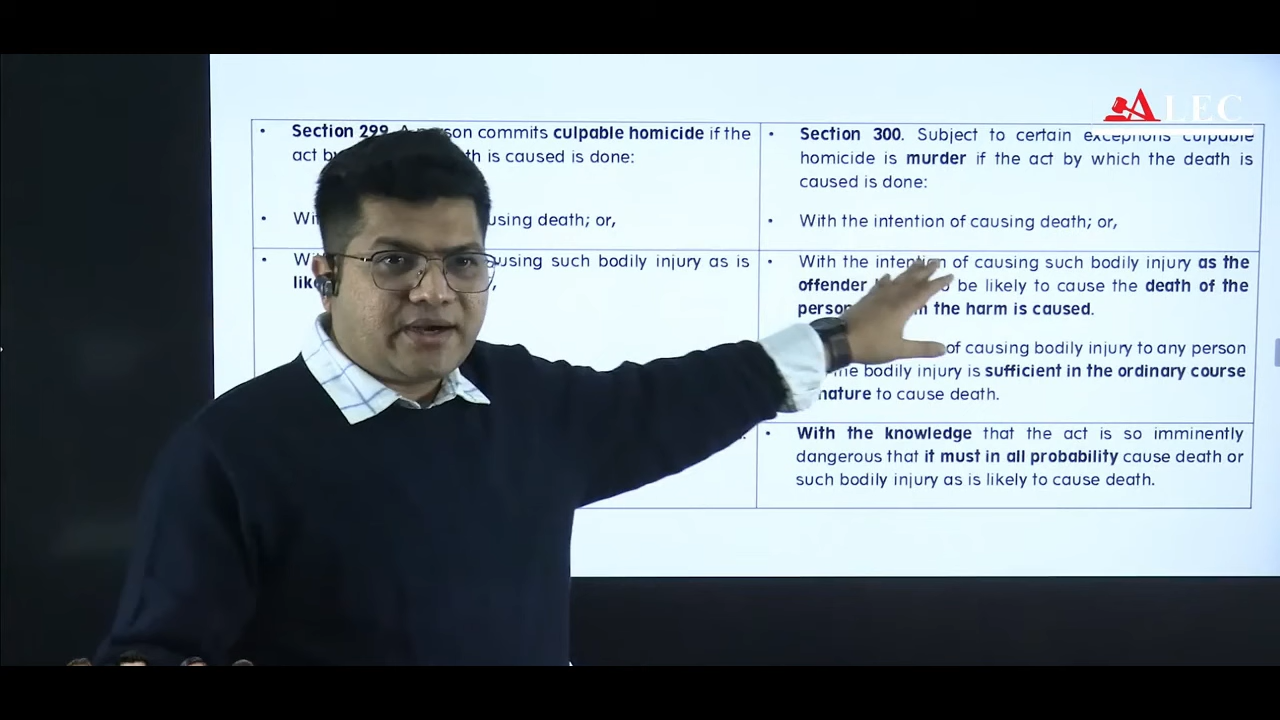 ALEC
• Section 299. A person commits culpable homicide if the
act by th is caused is done:
• using death; or,
• using such bodily injury as is
• Section 300. Subject to certain exceptions culpable
homicide is murder if the act by which the death is
caused is done:
• With the intention of causing death; or,
• With the intention of causing such bodily injury as the
offender be likely to cause the death of the
person the harm is caused.
of causing bodily injury to any person
bodily injury is sufficient in the ordinary course
nature to cause death.
• With the knowledge that the act is so imminently
dangerous that it must in all probability cause death or
such bodily injury as is likely to cause death.